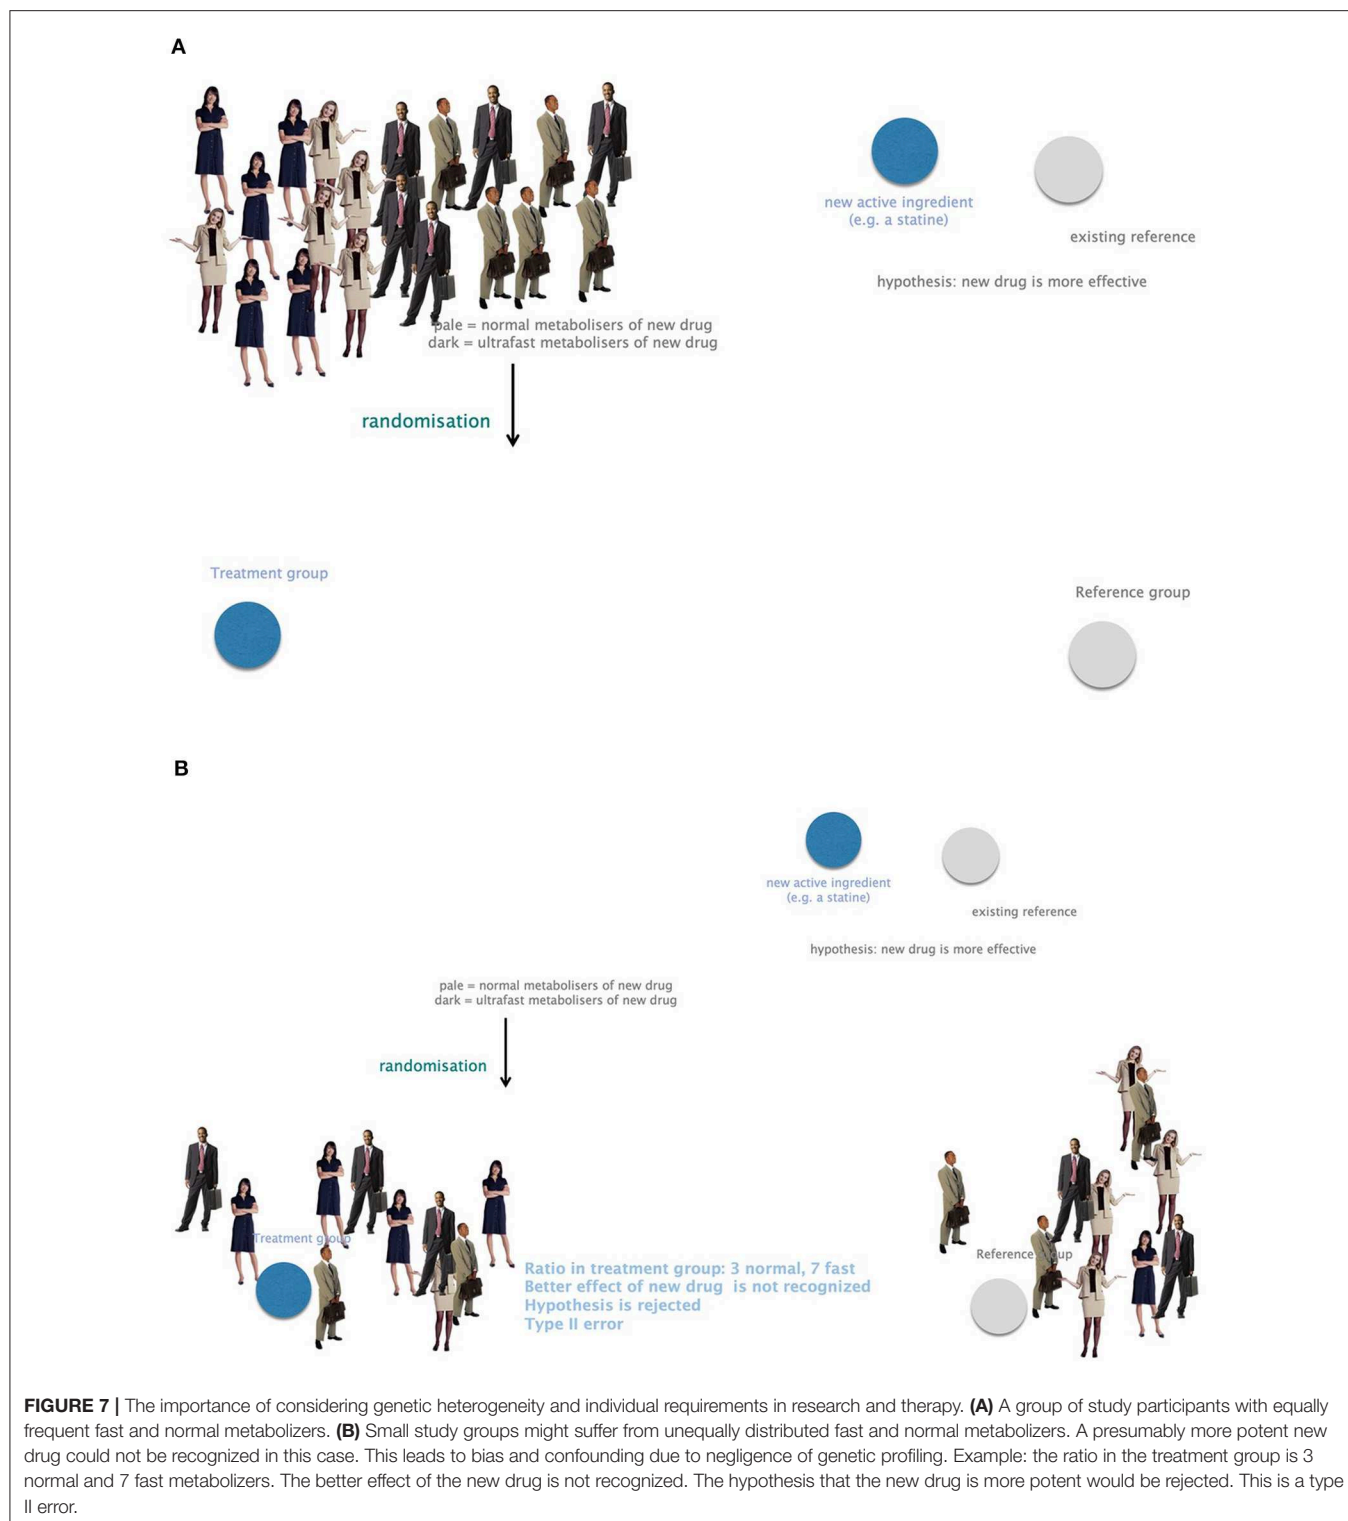 A
new active ingredient
(e.g. a statine)
existing reference
hypothesis: new drug is more effective
pale = normal metabolisers of new drug
dark = ultrafast metabolisers of new drug
randomisation
Treatment group
Reference group
B
new active ingredient
(e.g. a statine)
existing reference
hypothesis: new drug is more effective
pale = normal metabolisers of new drug
dark = ultrafast metabolisers of new drug
randomisation
Treatment group
Reference group
Ratio in treatment group: 3 normal, 7 fast
Better effect of new drug is not recognized
Hypothesis is rejected
Type II error
FIGURE 7 | The importance of considering genetic heterogeneity and individual requirements in research and therapy. (A) A group of study participants with equally
frequent fast and normal metabolizers. (B) Small study groups might suffer from unequally distributed fast and normal metabolizers. A presumably more potent new
drug could not be recognized in this case. This leads to bias and confounding due to negligence of genetic profiling. Example: the ratio in the treatment group is 3
normal and 7 fast metabolizers. The better effect of the new drug is not recognized. The hypothesis that the new drug is more potent would be rejected. This is a type
II error.